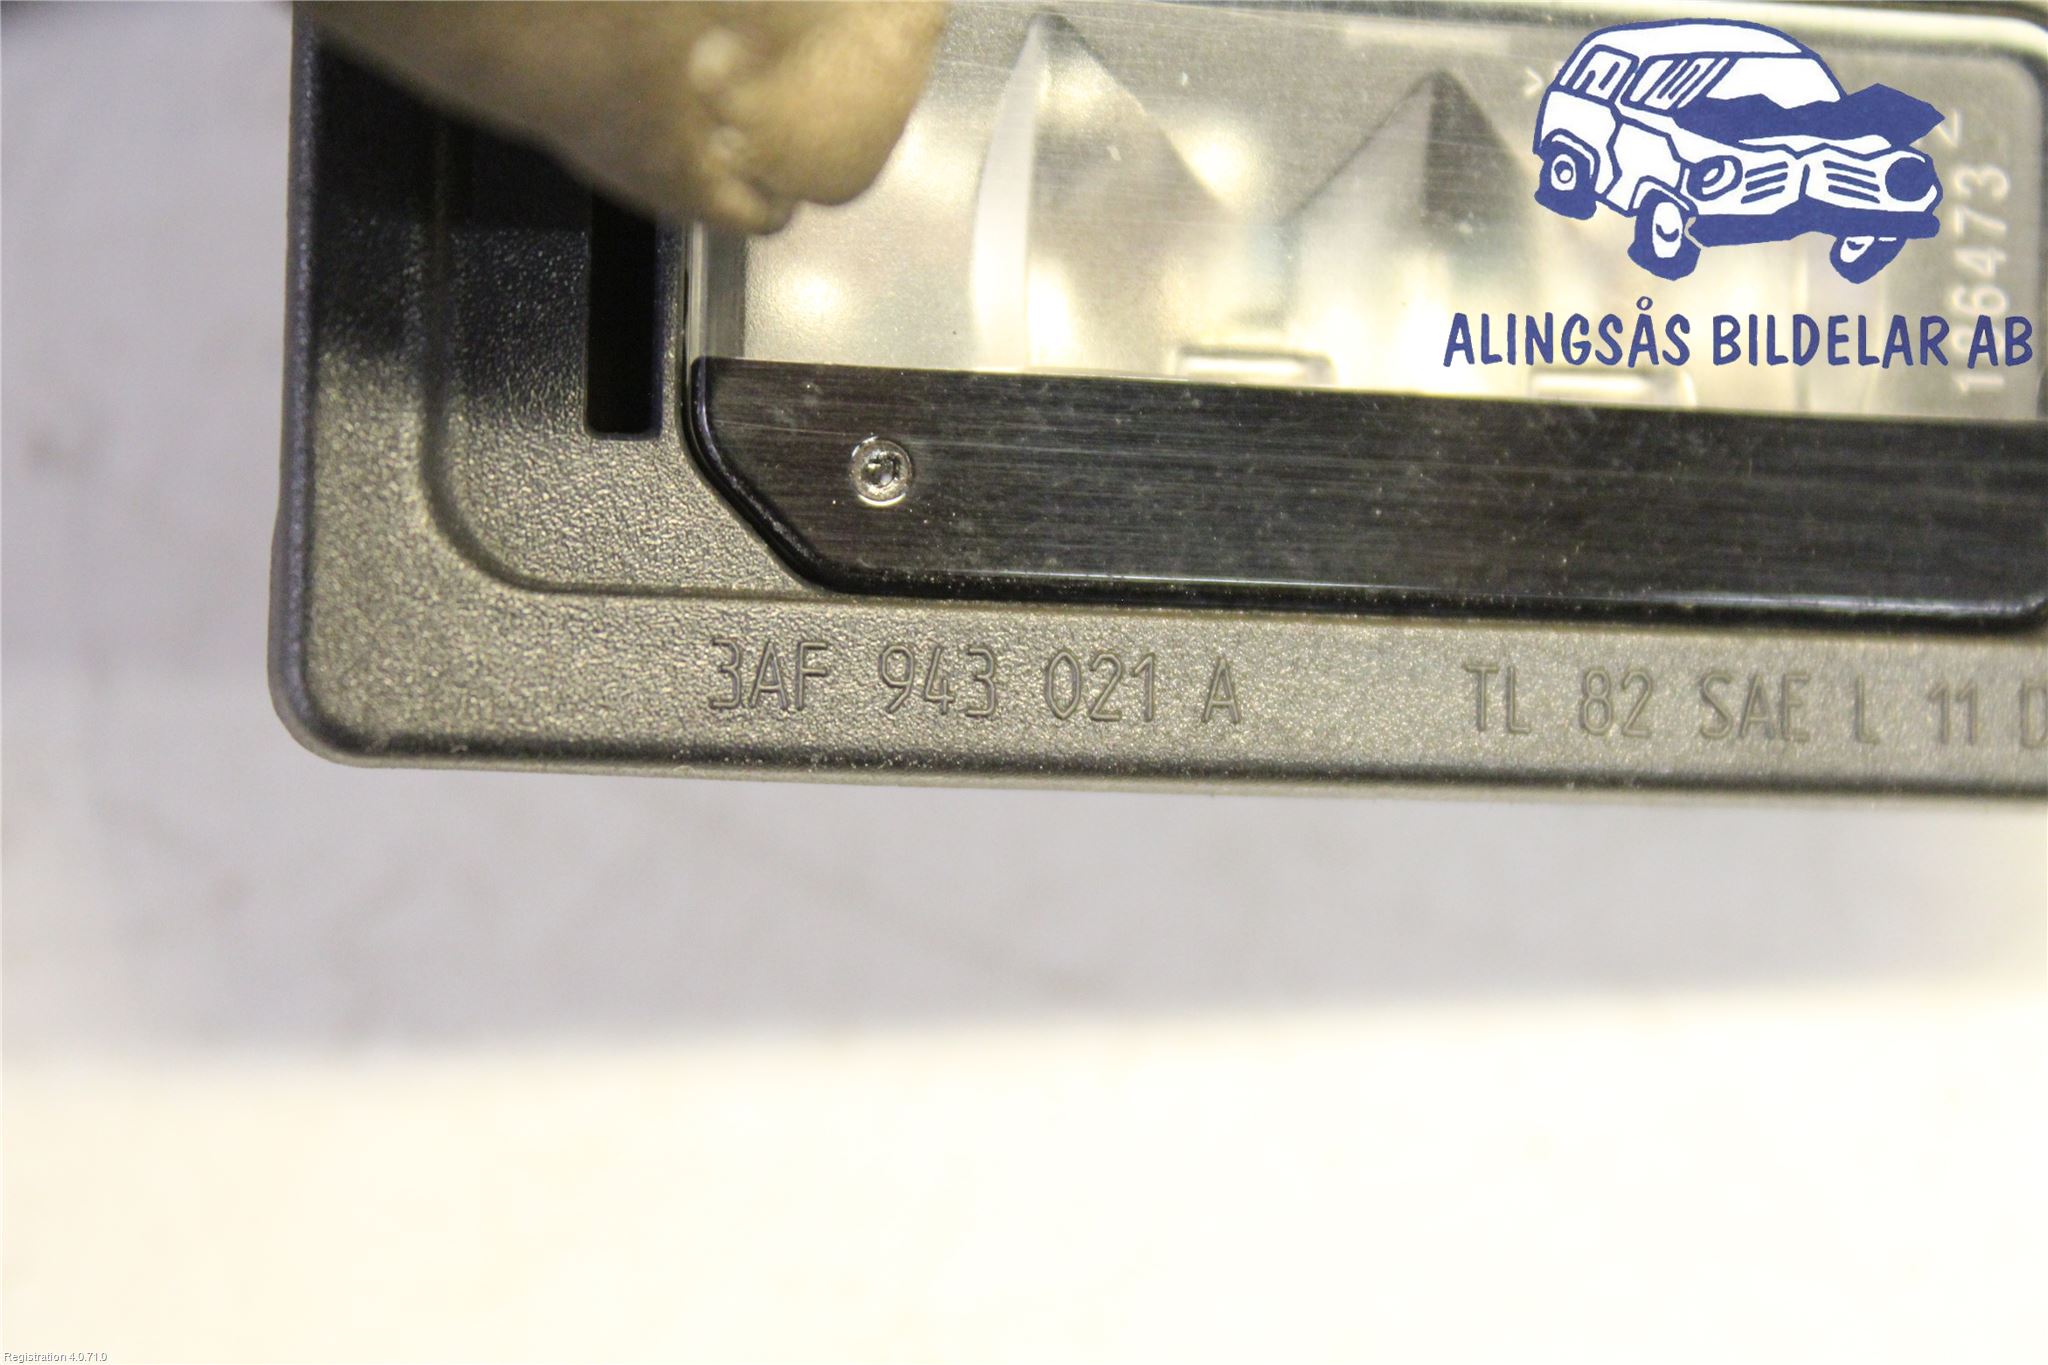 ALINGSÅS BILDELAR AB
3AF 943 021 A TL 82 SAE L 11 D
Registration 4.0.71.0